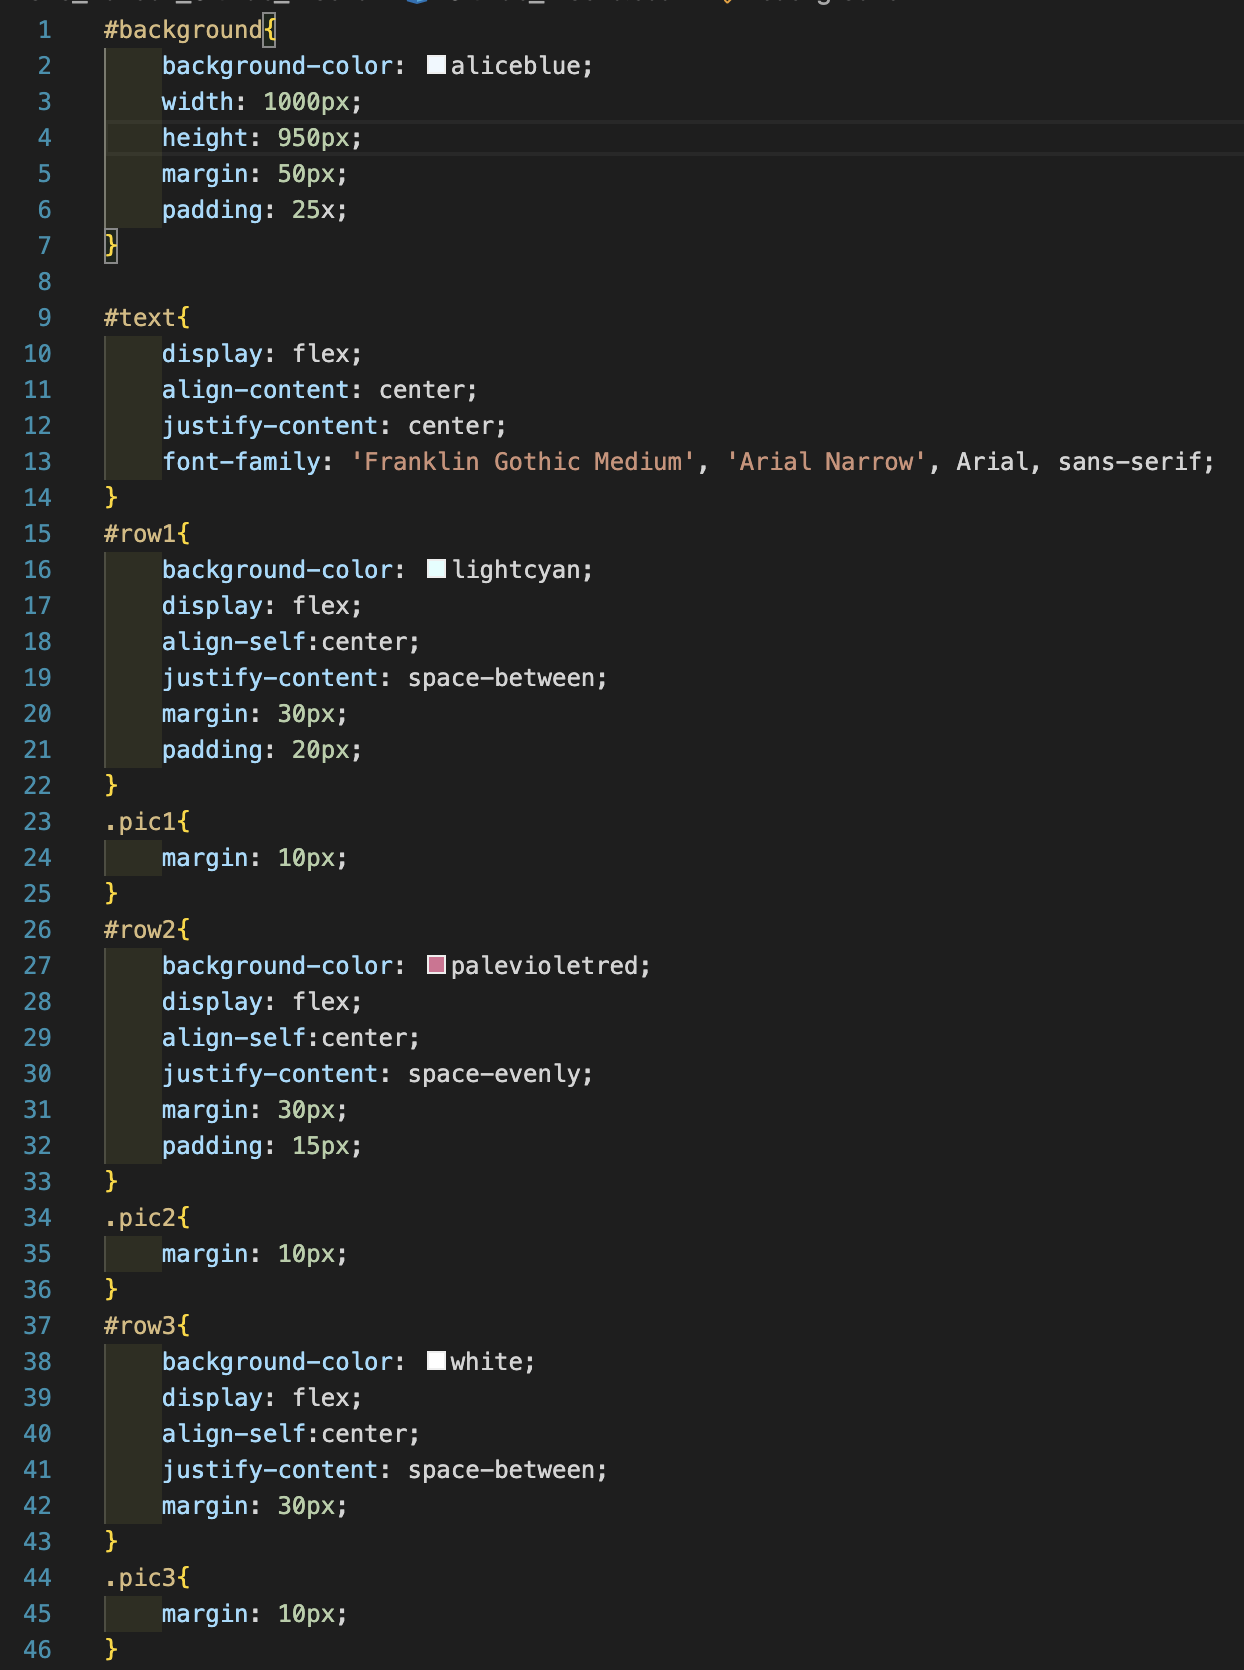 1 #background{
2 background-color: aliceblue;
3 width: 1000px;
4 height: 950px;
5 margin: 50px;
6 padding: 25x;
7 }
8
9 #text{
10 display: flex;
11 align-content: center;
12 justify-content: center;
13 font-family: 'Franklin Gothic Medium', 'Arial Narrow', Arial, sans-serif;
14 }
15 #row1{
16 background-color: lightcyan;
17 display: flex;
18 align-self:center;
19 justify-content: space-between;
20 margin: 30px;
21 padding: 20px;
22 }
23 .pic1{
24 margin: 10px;
25 }
26 #row2{
27 background-color: palevioletred;
28 display: flex;
29 align-self:center;
30 justify-content: space-evenly;
31 margin: 30px;
32 padding: 15px;
33 }
34 .pic2{
35 margin: 10px;
36 }
37 #row3{
38 background-color: white;
39 display: flex;
40 align-self:center;
41 justify-content: space-between;
42 margin: 30px;
43 }
44 .pic3{
45 margin: 10px;
46 }